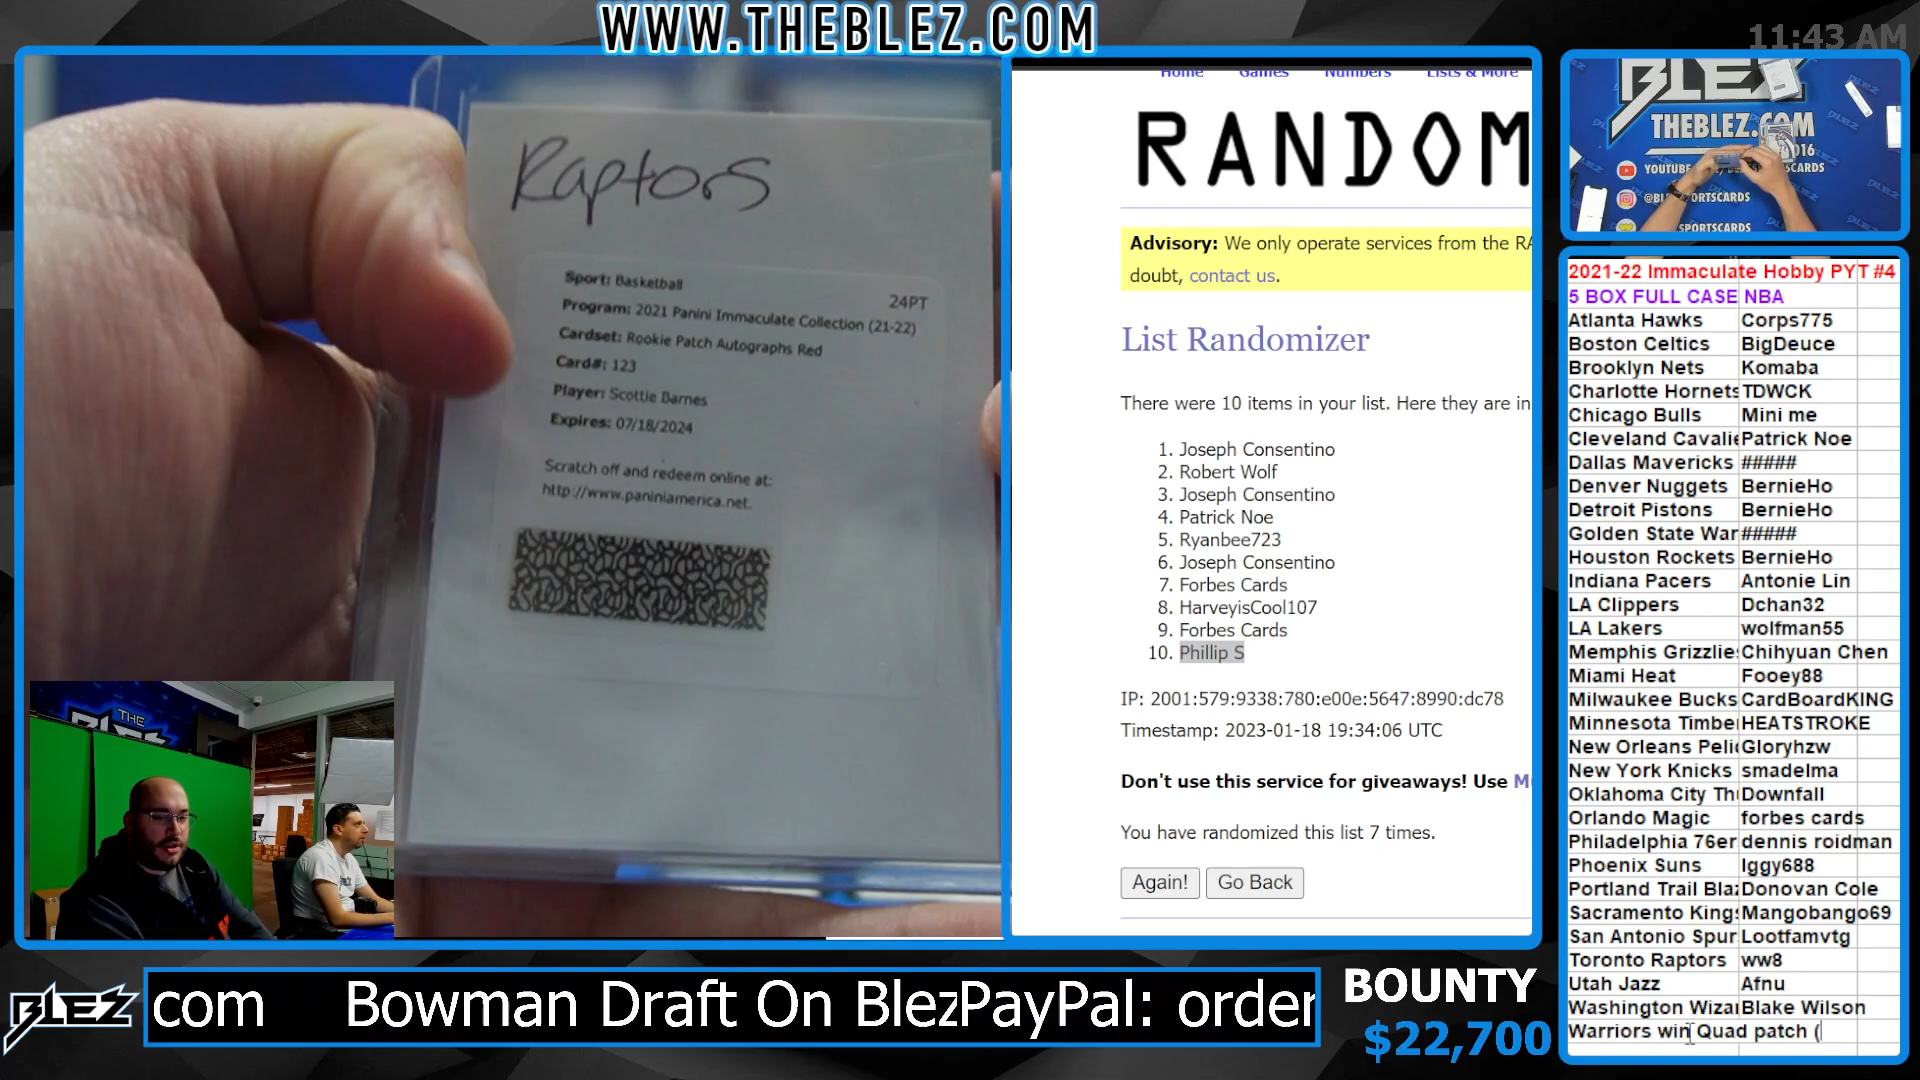 WWW.THEBLEZ.COM
11:43 AM
Raptors
Sport: Basketball
24PT
Program: 2021 Panini Immaculate Collection (21-22)
Cardset: Rookie Patch Autographs Red
Card#: 123
Player: Scottie Barnes
Expires: 07/18/2024
Scratch off and redeem online at:
http://www.paniniamerica.net.
THE
Home Games Numbers Lists & More
RANDOM
Advisory: We only operate services from the RA
doubt, contact us.
List Randomizer
There were 10 items in your list. Here they are in
1. Joseph Consentino
2. Robert Wolf
3. Joseph Consentino
4. Patrick Noe
5. Ryanbee723
6. Joseph Consentino
7. Forbes Cards
8. HarveyisCool107
9. Forbes Cards
10. Phillip S
IP: 2001:579:9338:780:e00e:5647:8990:dc78
Timestamp: 2023-01-18 19:34:06 UTC
Don't use this service for giveaways! Use
You have randomized this list 7 times.
Again! Go Back
BLEZ
THEBLEZ.COM
2021-22 Immaculate Hobby PYT #4
5 BOX FULL CASE NBA
Atlanta Hawks Corps775
Boston Celtics BigDeuce
Brooklyn Nets Komaba
Charlotte Hornets TDWCK
Chicago Bulls Mini me
Cleveland Cavalie Patrick Noe
Dallas Mavericks #####
Denver Nuggets BernieHo
Detroit Pistons BernieHo
Golden State War #####
Houston Rockets BernieHo
Indiana Pacers Antonie Lin
LA Clippers Dchan32
LA Lakers wolfman55
Memphis Grizzlie Chihyuan Chen
Miami Heat Fooey88
Milwaukee Bucks CardBoardKING
Minnesota Timbe HEATSTROKE
New Orleans Peli Gloryhzw
New York Knicks smadelma
Oklahoma City Th Downfall
Orlando Magic forbes cards
Philadelphia 76er dennis roidman
Phoenix Suns Iggy688
Portland Trail Bla Donovan Cole
Sacramento King Mangobango69
San Antonio Spur Lootfamvtg
Toronto Raptors ww8
Utah Jazz Afnu
Washington Wiza Blake Wilson
Warriors win Quad patch (
BLEZ
com Bowman Draft On BlezPayPal: order
BOUNTY
$22,700